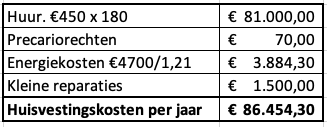 Huur. €450 x 180 € 81.000,00
Precariorechten € 70,00
Energiekosten €4700/1,21 € 3.884,30
Kleine reparaties € 1.500,00
Huisvestingskosten per jaar € 86.454,30